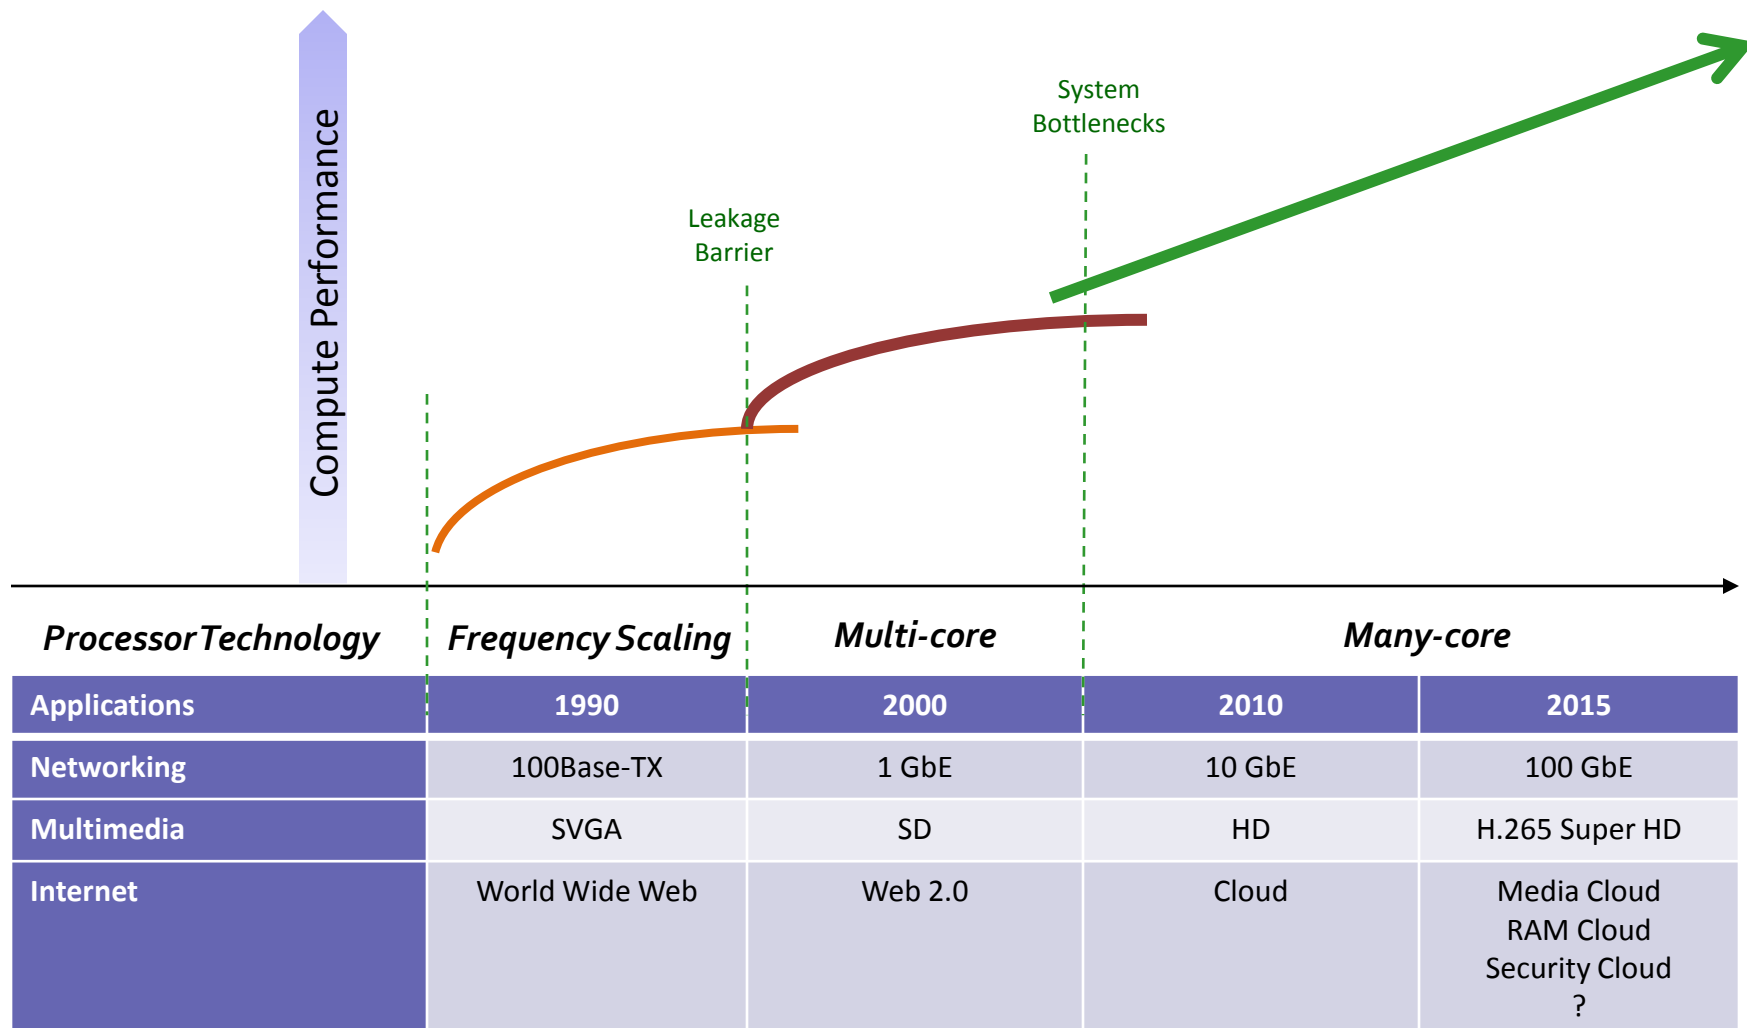 Compute Performance
System
Bottlenecks
Leakage
Barrier
Processor Technology Frequency Scaling Multi-core Many-core
Applications 1990 2000 2010 2015
Networking 100Base-TX 1 GbE 10 GbE 100 GbE
Multimedia SVGA SD HD H.265 Super HD
Internet World Wide Web Web 2.0 Cloud Media Cloud
RAM Cloud
Security Cloud
?